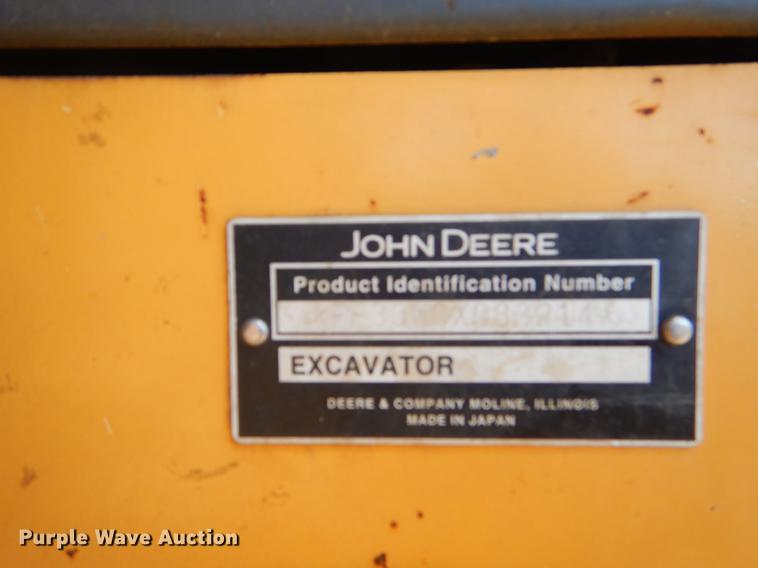 JOHN DEERE
Product Identification Number
EXCAVATOR
DEERE & COMPANY MOLINE, ILLINOIS
MADE IN JAPAN
Purple Wave Auction